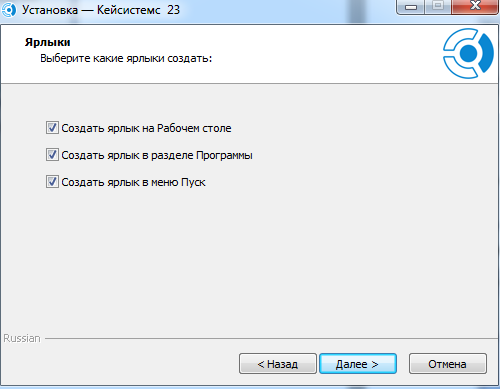 Установка — Кейсистемс 23
Ярлыки
Выберите какие ярлыки создать:
Создать ярлык на Рабочем столе
Создать ярлык в разделе Программы
Создать ярлык в меню Пуск
Russian
< Назад Далее > Отмена